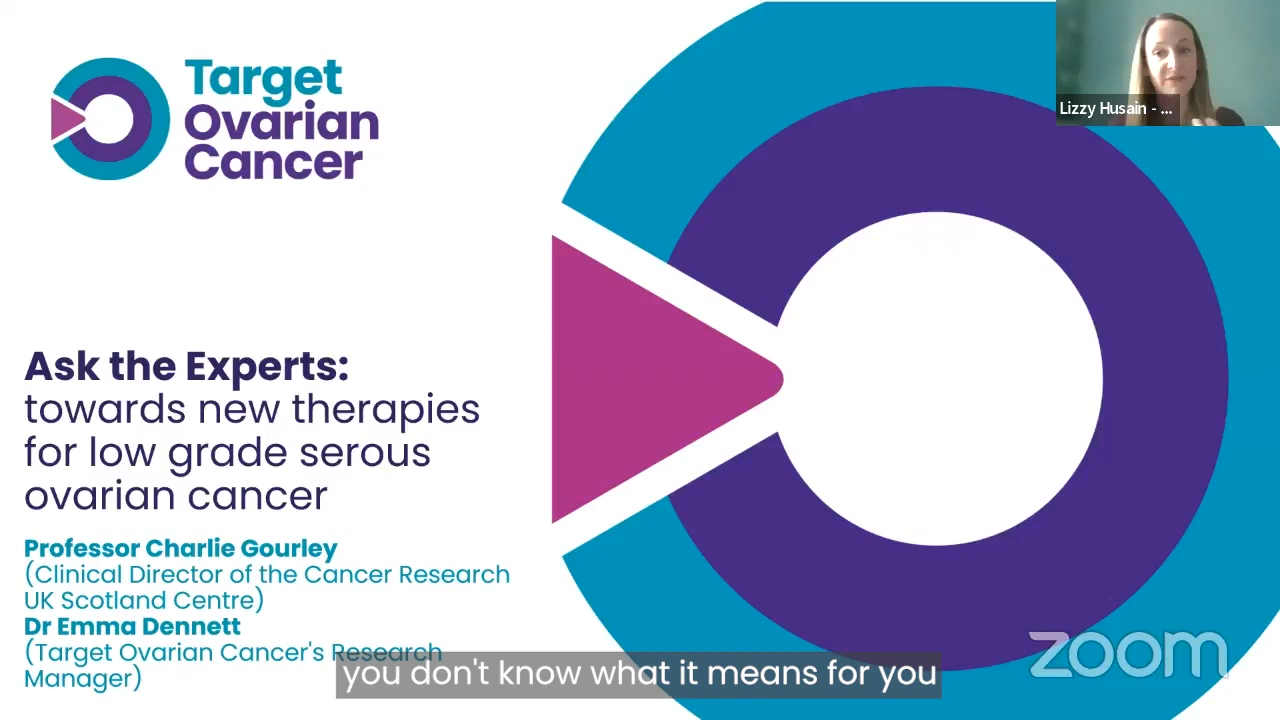 Target
Ovarian
Cancer
Lizzy Husain - ...
Ask the Experts:
towards new therapies
for low grade serous
ovarian cancer
Professor Charlie Gourley
(Clinical Director of the Cancer Research
UK Scotland Centre)
Dr Emma Dennett
(Target Ovarian Cancer's Research
Manager)
you don't know what it means for you
zoom